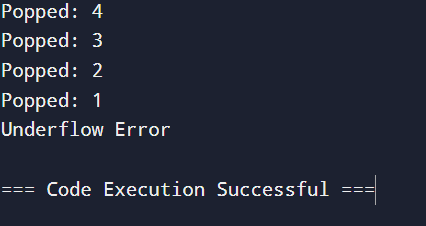 Popped: 4
Popped: 3
Popped: 2
Popped: 1
Underflow Error
=== Code Execution Successful ===